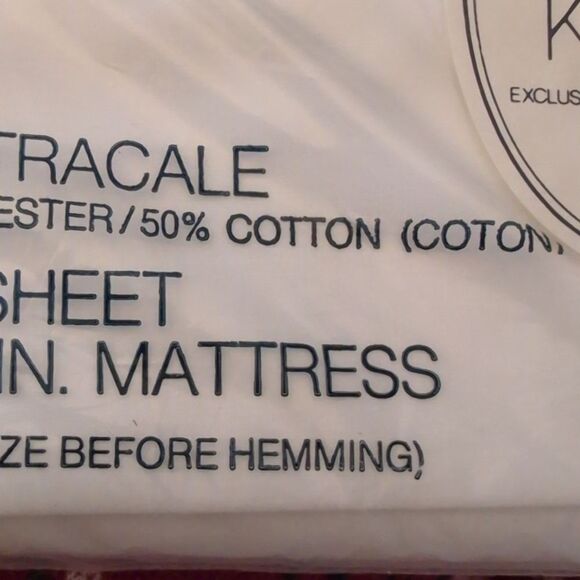 K
EXCLUS
TRACALE
ESTER/50% COTTON (COTON)
SHEET
IN. MATTRESS
ZE BEFORE HEMMING)